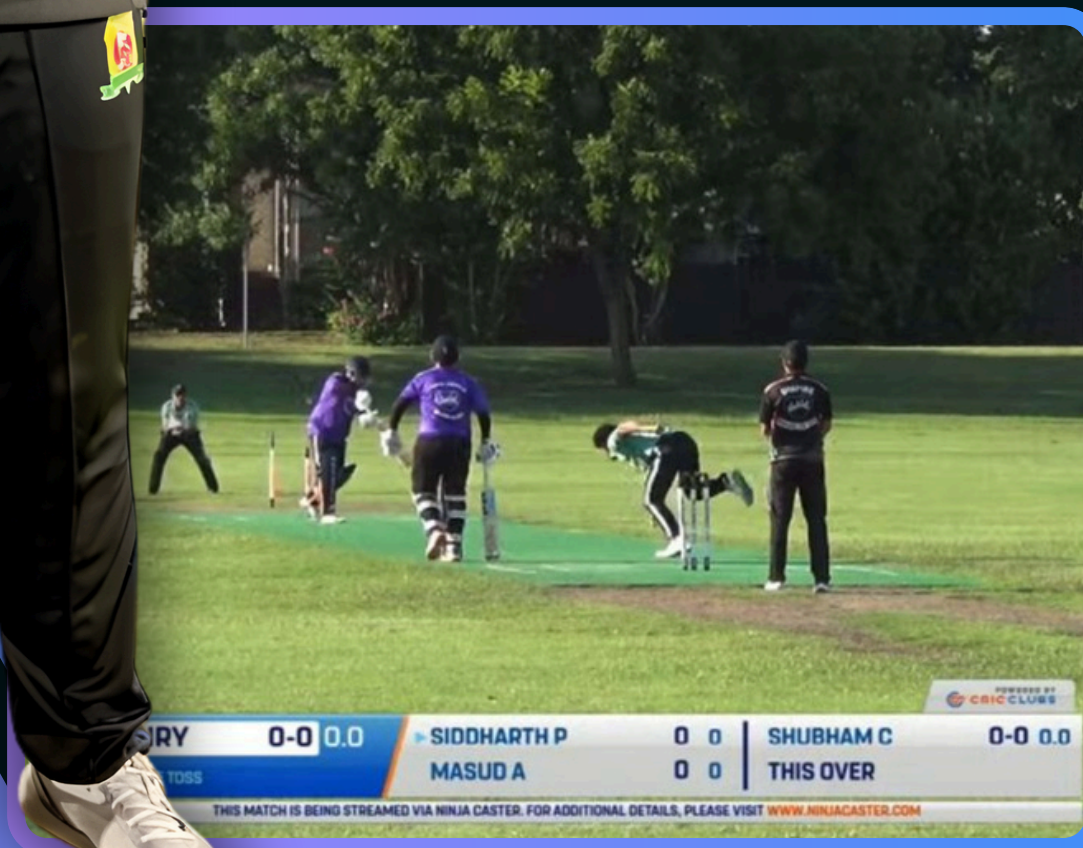 POWERED BY
CRICCLUBS
IRY 0-0 0.0
TOSS
SIDDHARTH P 0 0
MASUD A 0 0
SHUBHAM C 0-0 0.0
THIS OVER
THIS MATCH IS BEING STREAMED VIA NINJA CASTER. FOR ADDITIONAL DETAILS, PLEASE VISIT WWW.NINJACASTER.COM